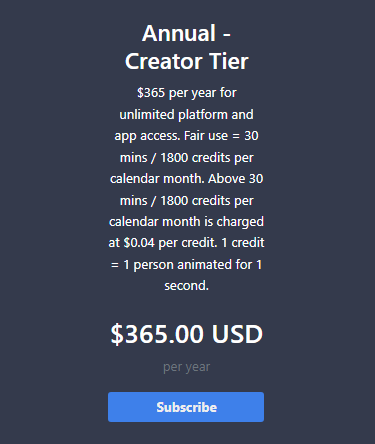 Annual -
Creator Tier
$365 per year for
unlimited platform and
app access. Fair use = 30
mins / 1800 credits per
calendar month. Above 30
mins / 1800 credits per
calendar month is charged
at $0.04 per credit. 1 credit
= 1 person animated for 1
second.
$365.00 USD
per year
Subscribe